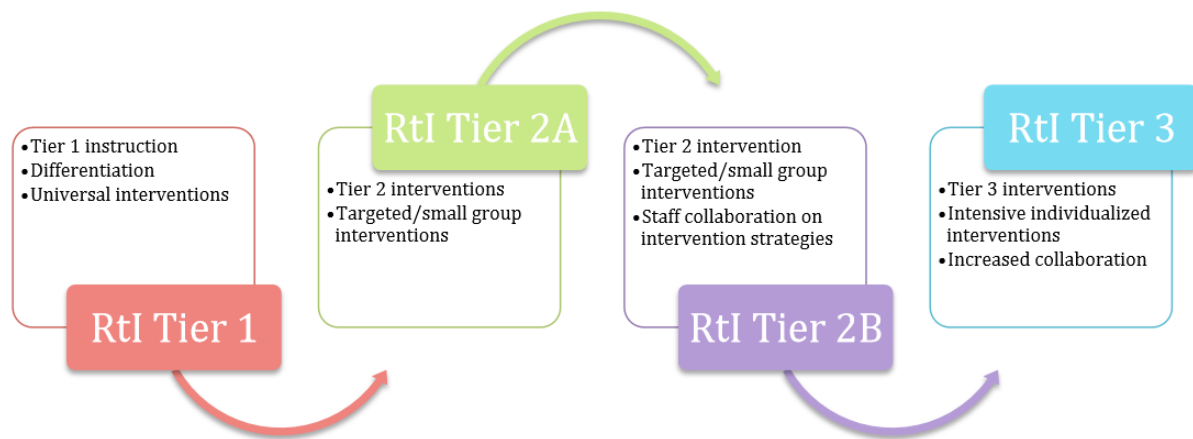 • Tier 1 instruction
• Differentiation
• Universal interventions
RtI Tier 1
RtI Tier 2A
• Tier 2 interventions
• Targeted/small group
interventions
• Tier 2 intervention
• Targeted/small group
interventions
• Staff collaboration on
intervention strategies
RtI Tier 2B
RtI Tier 3
• Tier 3 interventions
• Intensive individualized
interventions
• Increased collaboration